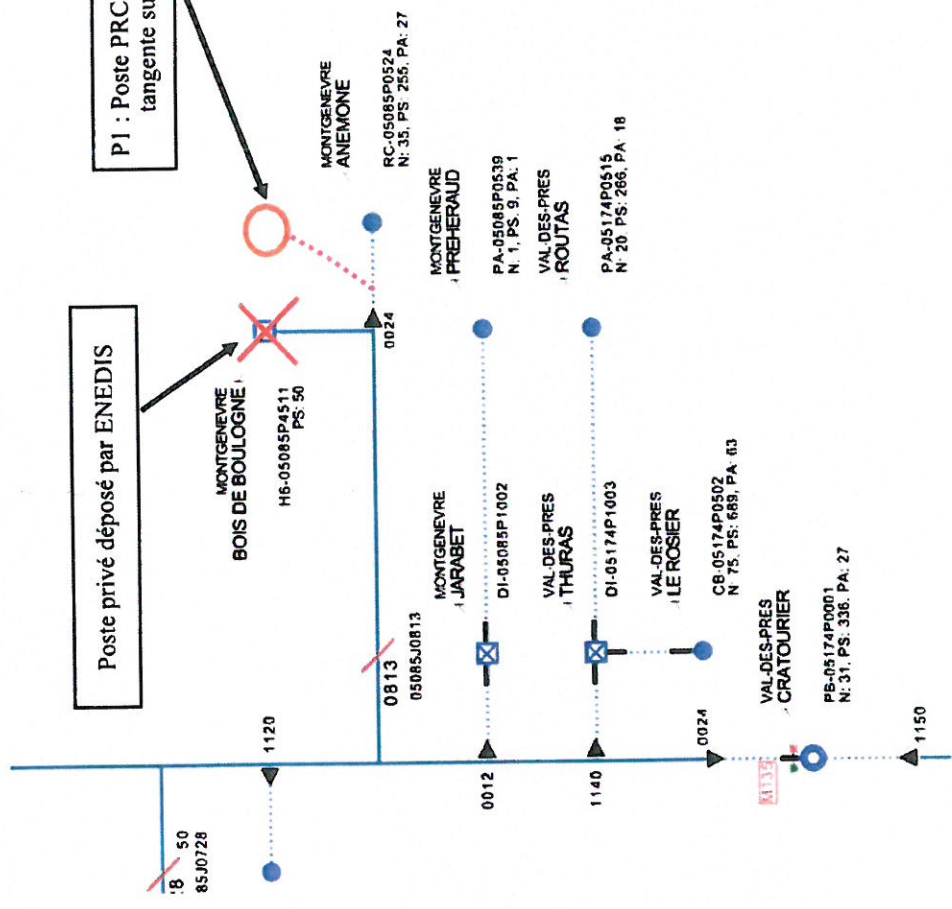 P1 : Poste PRC
tangente su
Poste privé déposé par ENEDIS
MONTGENEVRE
ANEMONE
RC-05085P0524
N: 35, PS: 255, PA: 27
MONTGENEVRE
BOIS DE BOULOGNE
H6-05085P4511
PS: 50
0024
MONTGENEVRE
PREHERAUD
PA-05085P0539
N: 1, PS: 9, PA: 1
VAL-DES-PRES
ROUTAS
PA-05174P0515
N: 20, PS: 266, PA: 18
0813
05085J0813
MONTGENEVRE
JARABET
DI-05085P1002
VAL-DES-PRES
THURAS
DI-05174P1003
VAL-DES-PRES
LE ROSIER
CB-05174P0502
N: 75, PS: 689, PA: 63
50
85J0728
1120
0012
1140
0024
VAL-DES-PRES
CRATOURIER
PB-05174P0001
N: 31, PS: 336, PA: 27
M135
1150